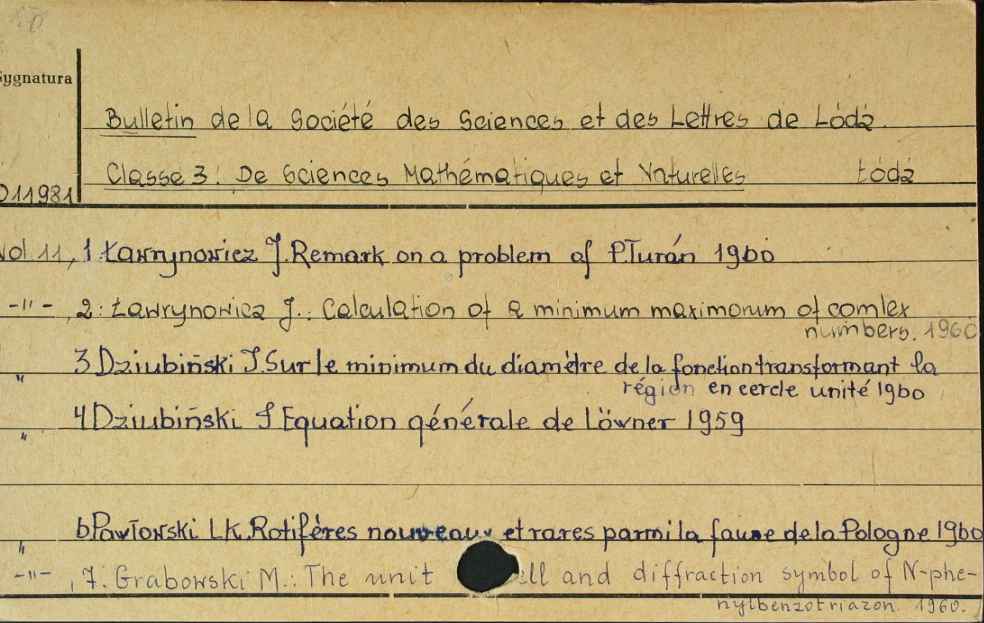 Sygnatura
Bulletin de la Société des Sciences et des Lettres de Łódź.
Classe 3: De Sciences Mathématiques et Naturelles Łódź
011981
Vol 11, 1 Ławrynowicz J. Remark on a problem of P. Turán 1960
-"- , 2: Ławrynowicz J.: Calculation of a minimum maximorum of comlex
numbers. 1960
" 3 Dziubiński I. Sur le minimum du diamètre de la fonction transformant la
région en cercle unité 1960
" 4 Dziubiński I Equation générale de Löwner 1959
" 6 Pawłowski L.K. Rotifères nouveaux et rares parmi la faune de la Pologne 1960
-"- , 7. Grabowski M.: The unit ell and diffraction symbol of N-phe-
nylbenzotriazon. 1960.